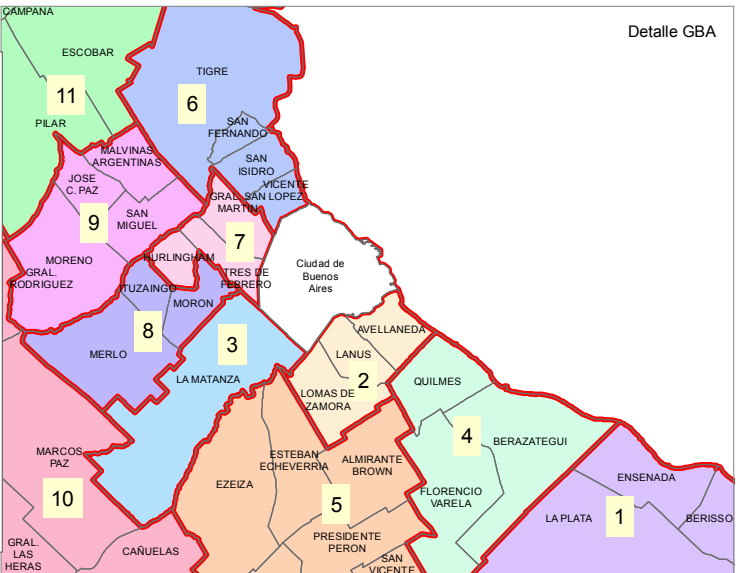 CAMPANA
Detalle GBA
ESCOBAR
TIGRE
11
6
PILAR
SAN
FERNANDO
MALVINAS
ARGENTINAS
SAN
ISIDRO
JOSE
C. PAZ
VICENTE
LOPEZ
GRAL. SAN
MARTIN
SAN
MIGUEL
9
7
MORENO
HURLINGHAM
GRAL.
RODRIGUEZ
TRES DE
FEBRERO
Ciudad de
Buenos
Aires
ITUZAINGO
MORON
8
3
AVELLANEDA
MERLO
LANUS
LA MATANZA
2
QUILMES
LOMAS DE
ZAMORA
4
BERAZATEGUI
MARCOS
PAZ
ESTEBAN
ECHEVERRIA
ALMIRANTE
BROWN
EZEIZA
ENSENADA
10
5
FLORENCIO
VARELA
LA PLATA
1
BERISSO
PRESIDENTE
PERON
GRAL.
LAS
HERAS
CAÑUELAS
SAN
VICENTE